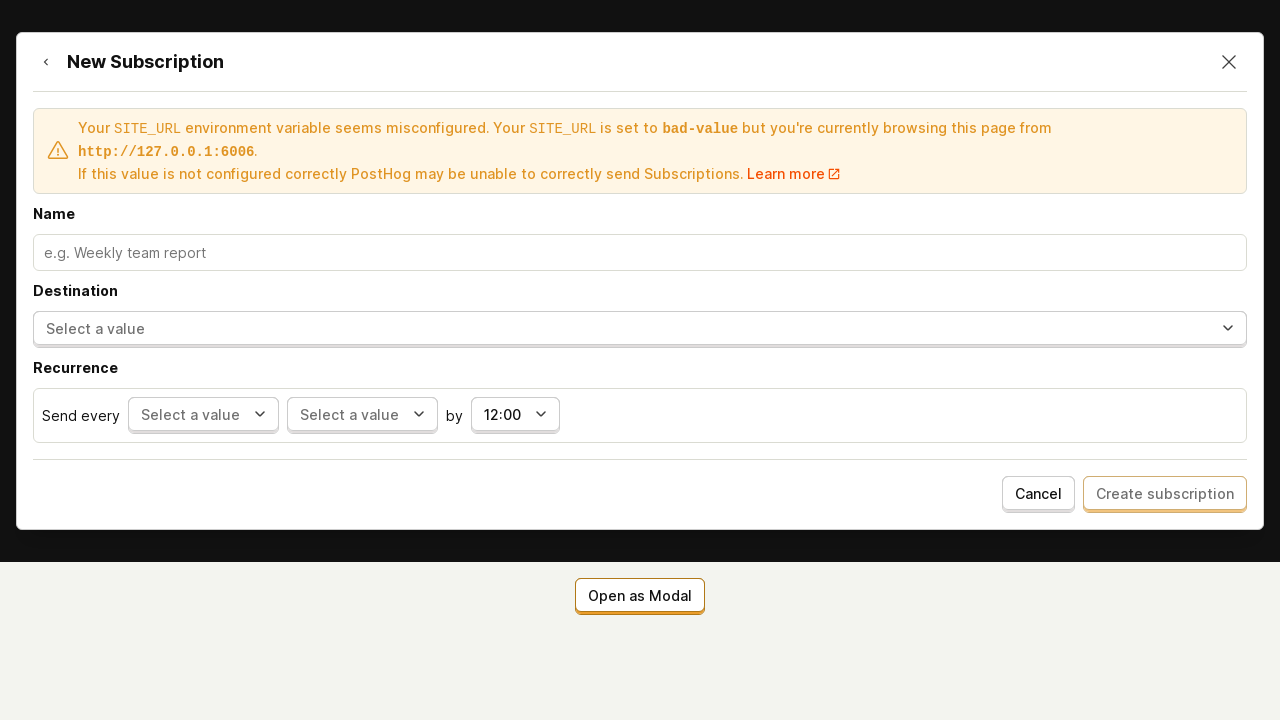 New Subscription
Your SITE_URL environment variable seems misconfigured. Your SITE_URL is set to bad-value but you're currently browsing this page from
http://127.0.0.1:6006.
If this value is not configured correctly PostHog may be unable to correctly send Subscriptions. Learn more
Name
e.g. Weekly team report
Destination
Select a value
Recurrence
Send every Select a value Select a value by 12:00
Cancel Create subscription
Open as Modal